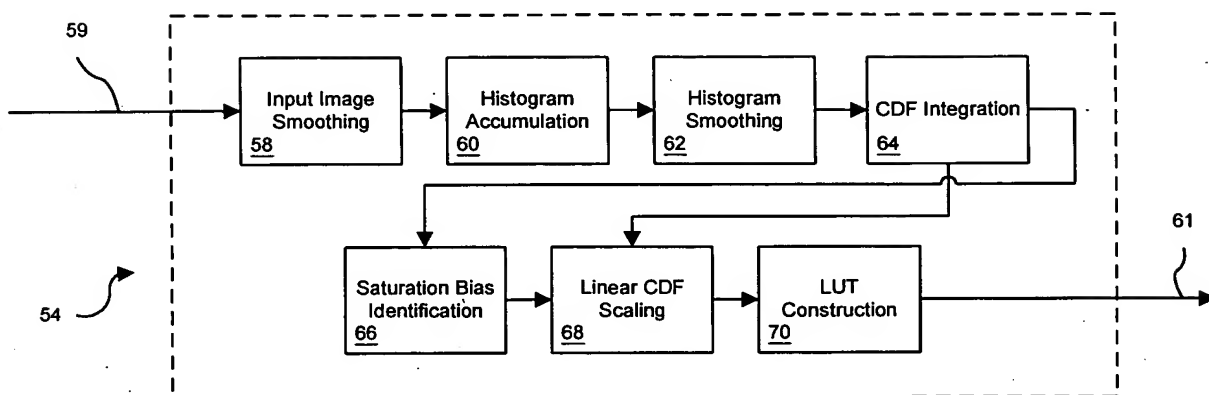 59
Input Image
Smoothing
58
Histogram
Accumulation
60
Histogram
Smoothing
62
CDF Integration
64
61
54
Saturation Bias
Identification
66
Linear CDF
Scaling
68
LUT
Construction
70